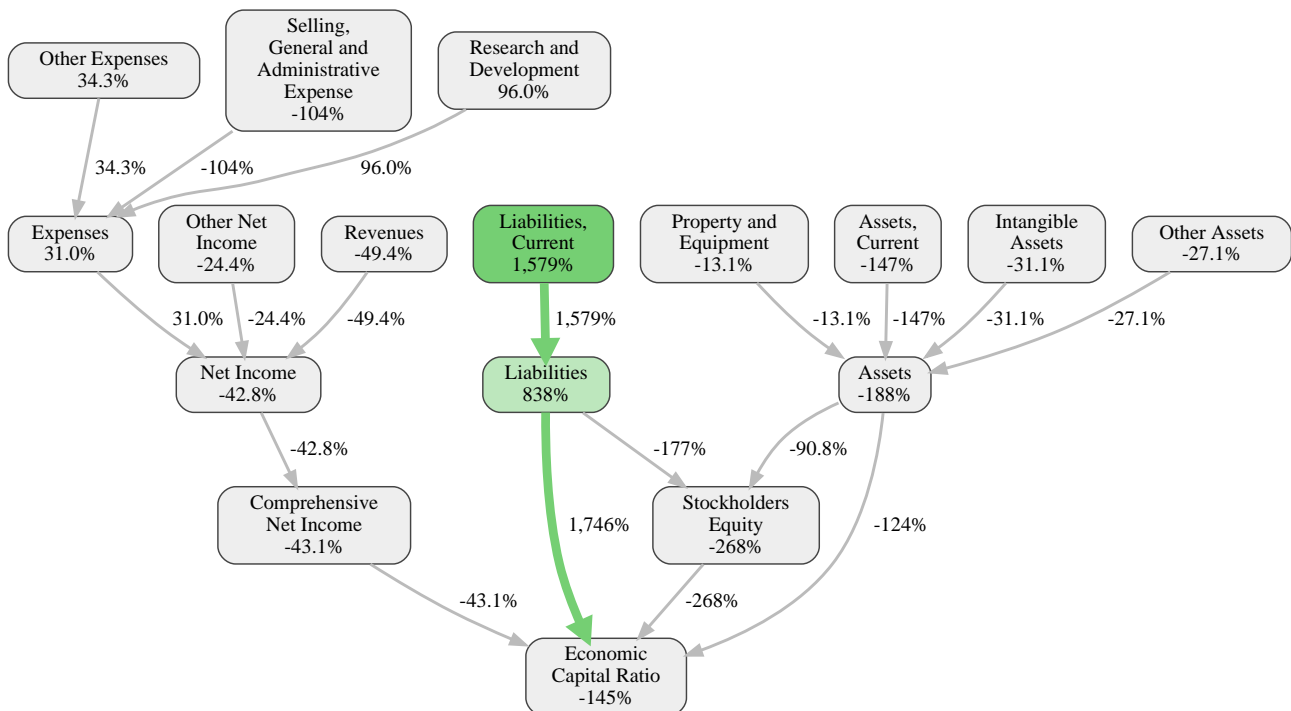 Other Expenses
34.3%
Selling,
General and
Administrative
Expense
-104%
Research and
Development
96.0%
34.3%
-104%
96.0%
Expenses
31.0%
Other Net
Income
-24.4%
Revenues
-49.4%
Liabilities,
Current
1,579%
Property and
Equipment
-13.1%
Assets,
Current
-147%
Intangible
Assets
-31.1%
Other Assets
-27.1%
31.0%
-24.4%
-49.4%
1,579%
-13.1%
-147%
-31.1%
-27.1%
Net Income
-42.8%
Liabilities
838%
Assets
-188%
-42.8%
-177%
-90.8%
Comprehensive
Net Income
-43.1%
1,746%
Stockholders
Equity
-268%
-124%
-43.1%
-268%
Economic
Capital Ratio
-145%